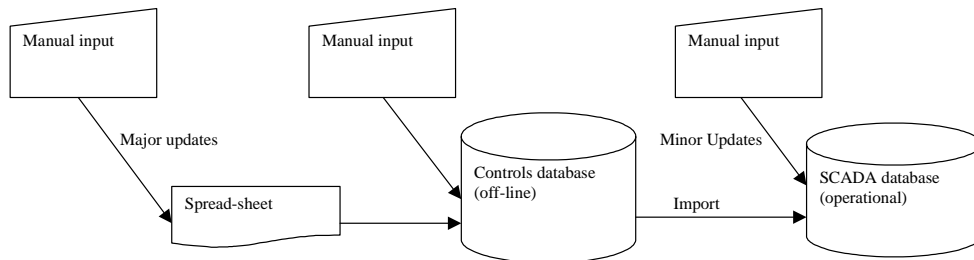 Manual input
Manual input
Manual input
Major updates
Minor Updates
Controls database
(off-line)
SCADA database
(operational)
Spread-sheet
Import